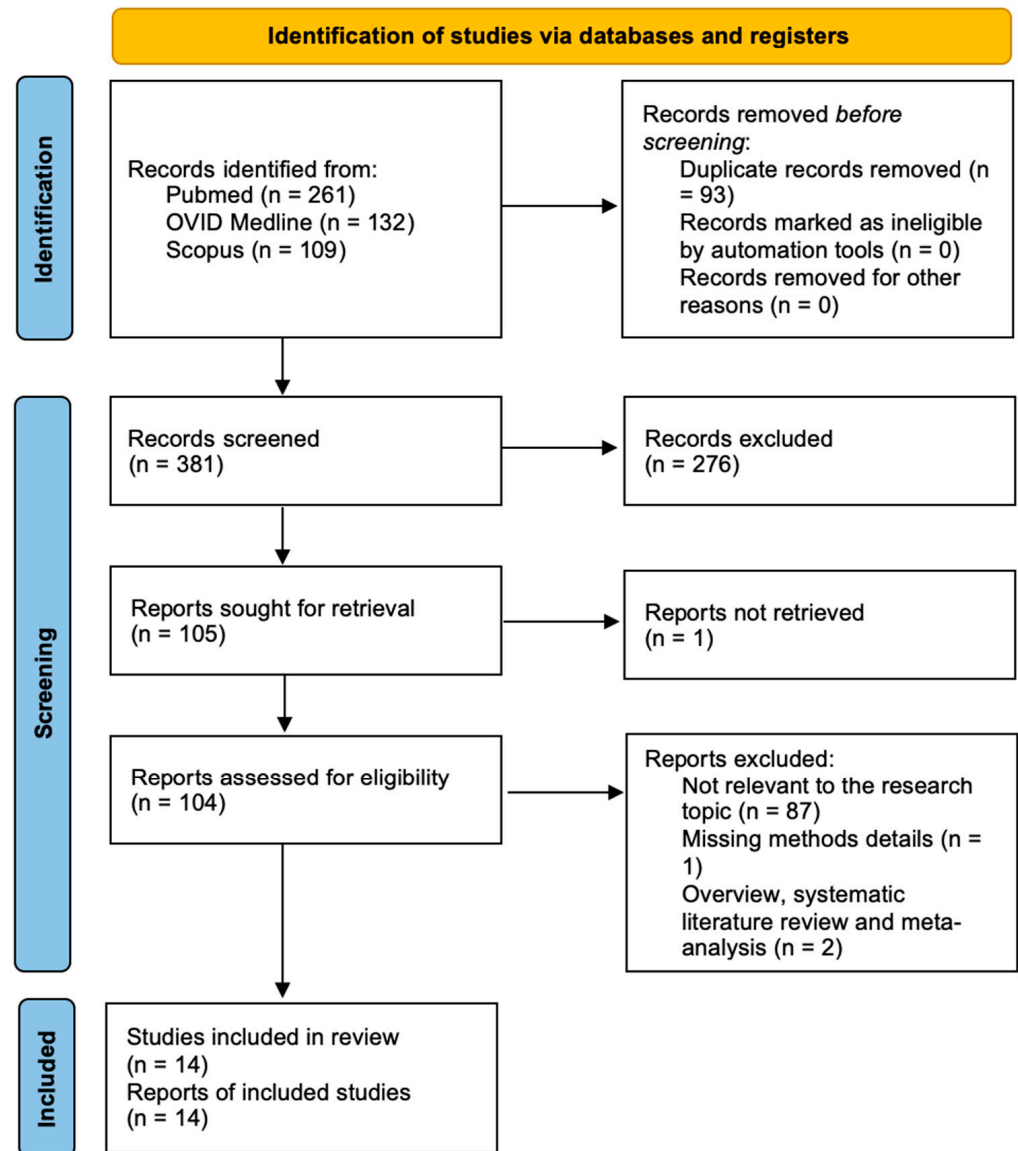 Identification of studies via databases and registers
Identification
Records identified from:
Pubmed (n = 261)
OVID Medline (n = 132)
Scopus (n = 109)
Records removed before
screening:
Duplicate records removed (n
= 93)
Records marked as ineligible
by automation tools (n = 0)
Records removed for other
reasons (n = 0)
Screening
Records screened
(n = 381)
Records excluded
(n = 276)
Reports sought for retrieval
(n = 105)
Reports not retrieved
(n = 1)
Reports assessed for eligibility
(n = 104)
Reports excluded:
Not relevant to the research
topic (n = 87)
Missing methods details (n =
1)
Overview, systematic
literature review and meta-
analysis (n = 2)
Included
Studies included in review
(n = 14)
Reports of included studies
(n = 14)